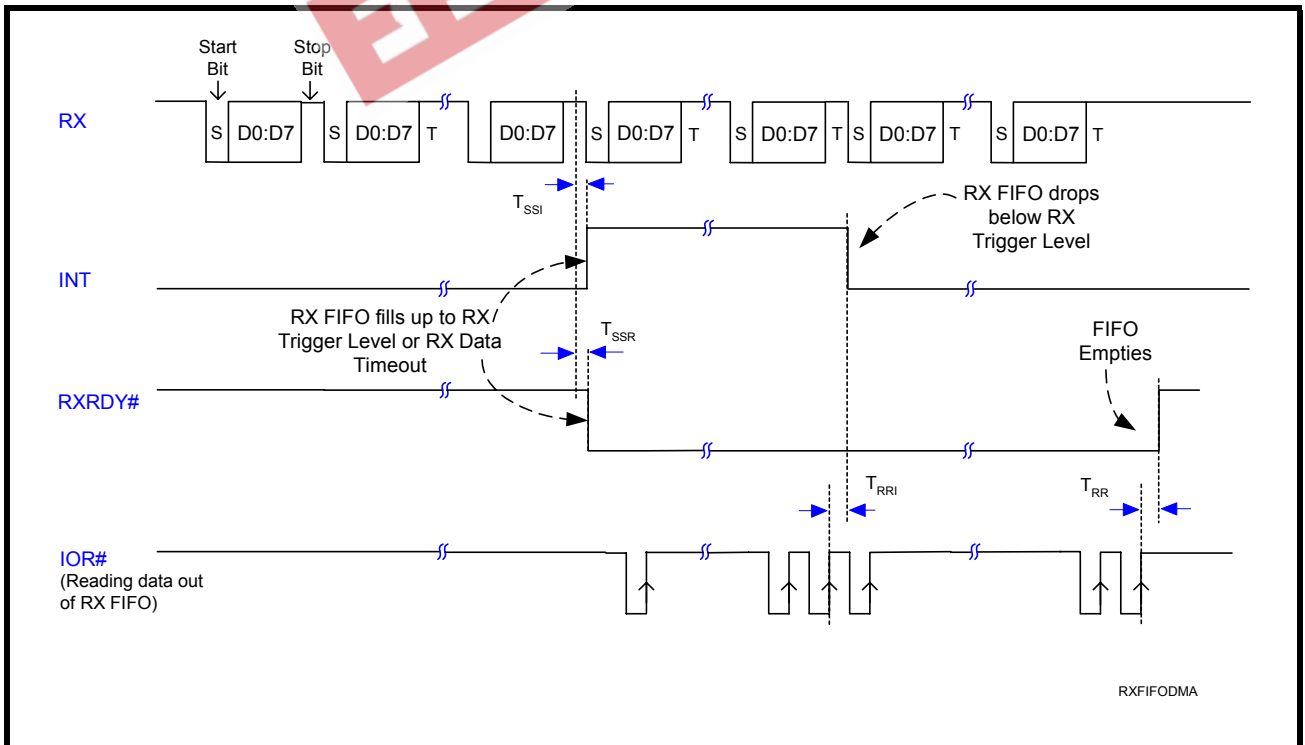 Start
Bit
Stop
Bit
RX
S D0:D7 S D0:D7 T D0:D7 S D0:D7 T S D0:D7 T S D0:D7 T S D0:D7 T
TSSI
RX FIFO drops
below RX
Trigger Level
INT
RX FIFO fills up to RX
Trigger Level or RX Data
Timeout
TSSR
FIFO
Empties
RXRDY#
TRRI
TRR
IOR#
(Reading data out
of RX FIFO)
RXFIFODMA